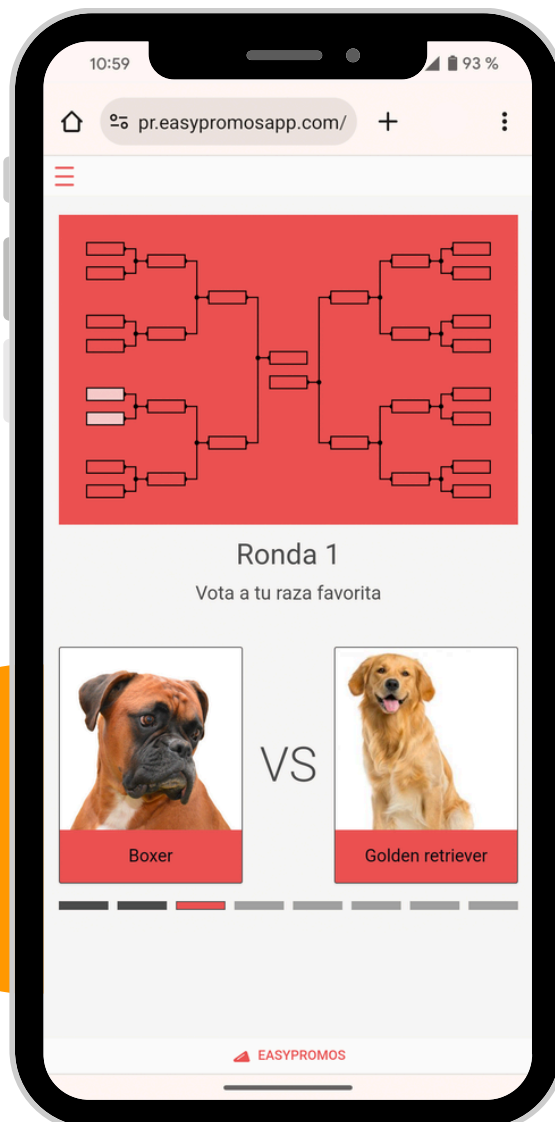 10:59
93 %
pr.easypromosapp.com/
Ronda 1
Vota a tu raza favorita
VS
Boxer
Golden retriever
EASYPROMOS